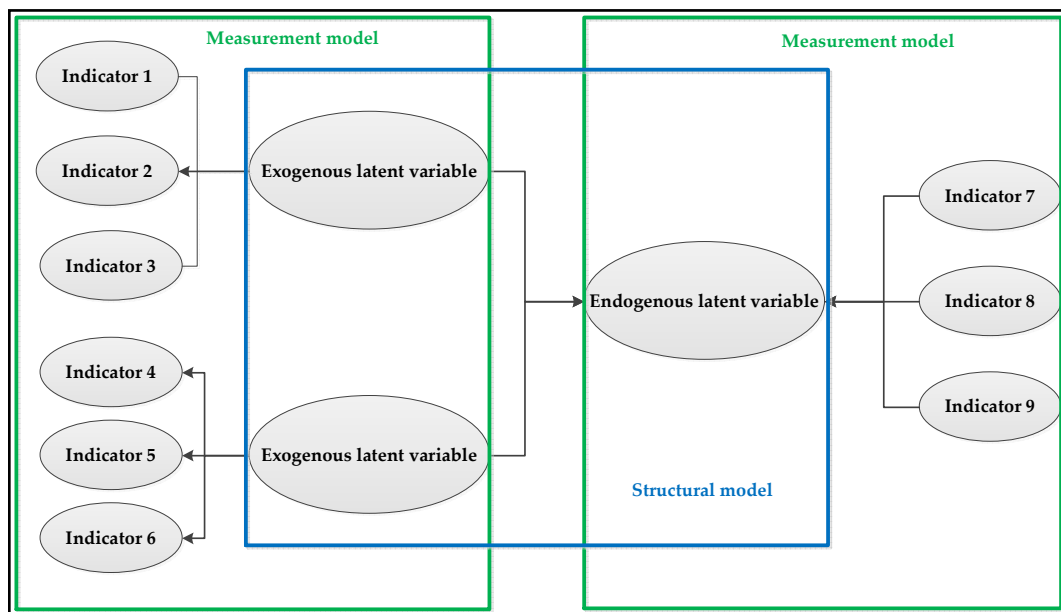 Measurement model
Measurement model
Indicator 1
Indicator 2
Exogenous latent variable
Indicator 3
Indicator 7
Endogenous latent variable
Indicator 8
Indicator 4
Indicator 9
Indicator 5
Exogenous latent variable
Structural model
Indicator 6